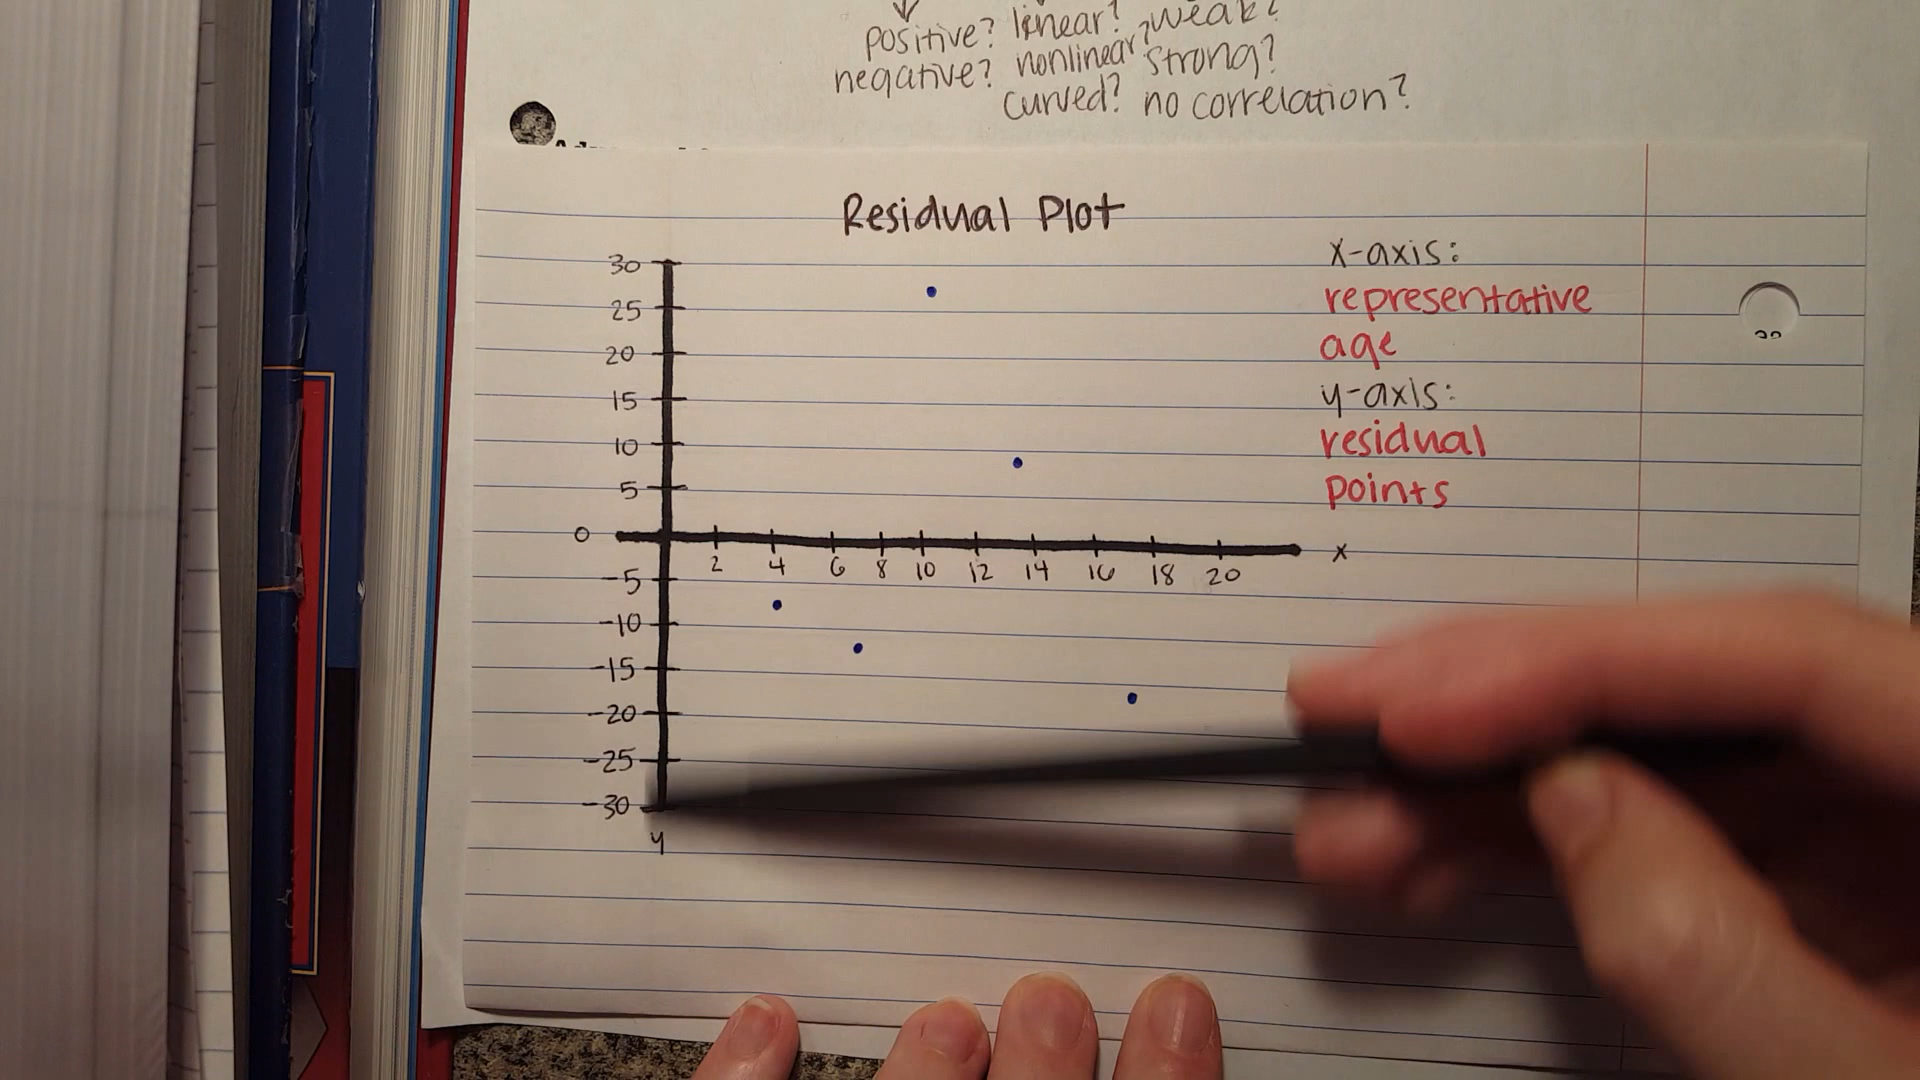 positive? linear? weak?
negative? nonlinear? strong?
curved? no correlation?
Residual Plot
30
25
20
15
10
5
0
2 4 6 8 10 12 14 16 18 20 x
-5
-10
-15
-20
-25
-30
y
x-axis:
representative
age
y-axis:
residual
points